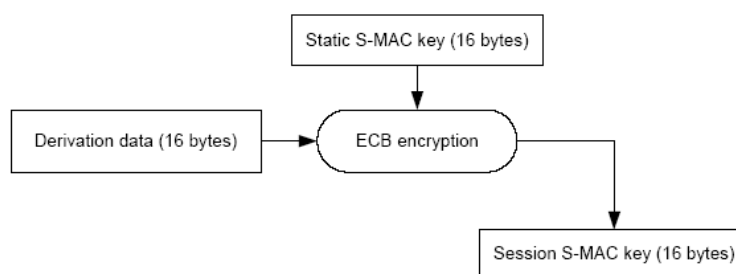 Static S-MAC key (16 bytes)
Derivation data (16 bytes)
ECB encryption
Session S-MAC key (16 bytes)